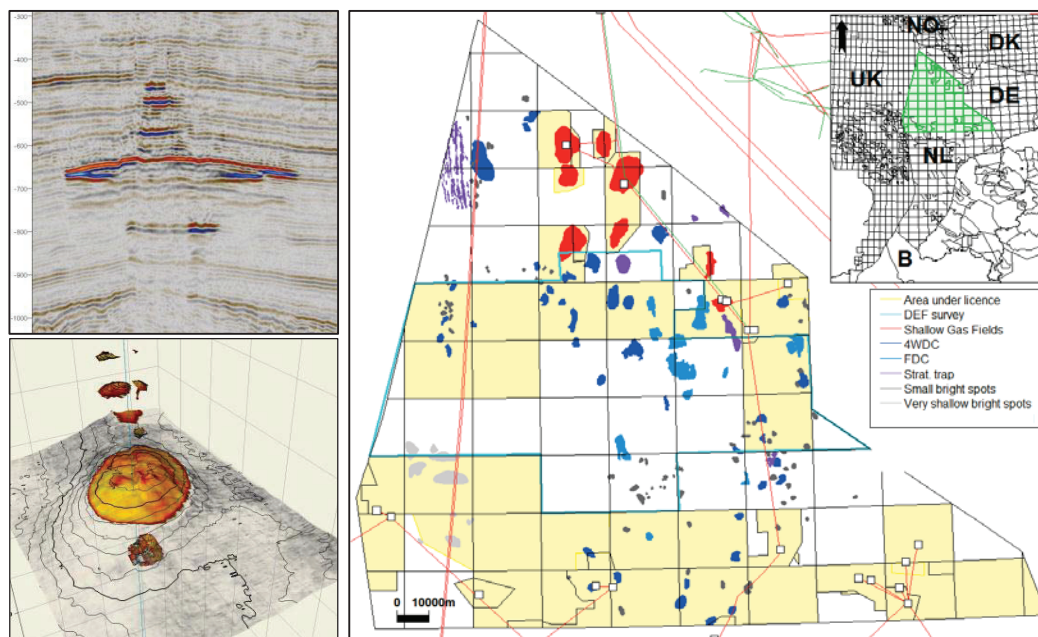 -300
-400
-500
-600
-700
-800
-900
-1000
NO
DK
UK
DE
NL
B
Area under licence
DEF survey
Shallow Gas Fields
4WDC
FDC
Strat. trap
Small bright spots
Very shallow bright spots
0 10000m